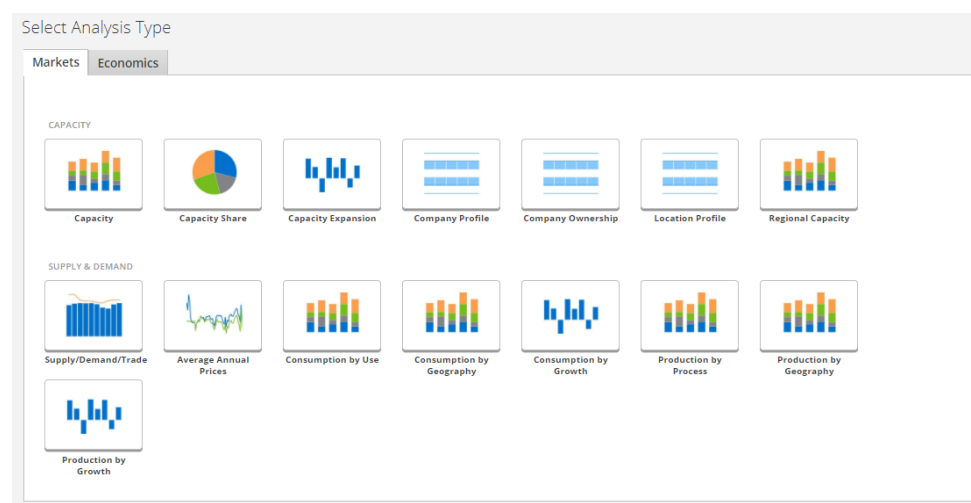 Select Analysis Type
Markets Economics
CAPACITY
Capacity Capacity Share Capacity Expansion Company Profile Company Ownership Location Profile Regional Capacity
SUPPLY & DEMAND
Supply/Demand/Trade Average Annual Prices Consumption by Use Consumption by Geography Consumption by Growth Production by Process Production by Geography
Production by
Growth